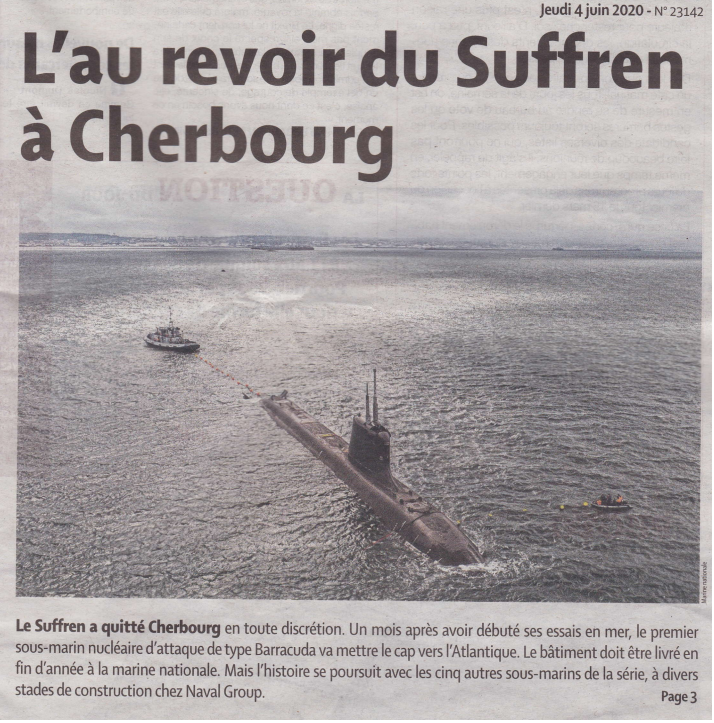 Jeudi 4 juin 2020 - N° 23142
L'au revoir du Suffren
à Cherbourg
LA QUESTION DU JOUR
Marine nationale
Le Suffren a quitté Cherbourg en toute discrétion. Un mois après avoir débuté ses essais en mer, le premier
sous-marin nucléaire d'attaque de type Barracuda va mettre le cap vers l'Atlantique. Le bâtiment doit être livré en
fin d'année à la marine nationale. Mais l'histoire se poursuit avec les cinq autres sous-marins de la série, à divers
stades de construction chez Naval Group.
Page 3